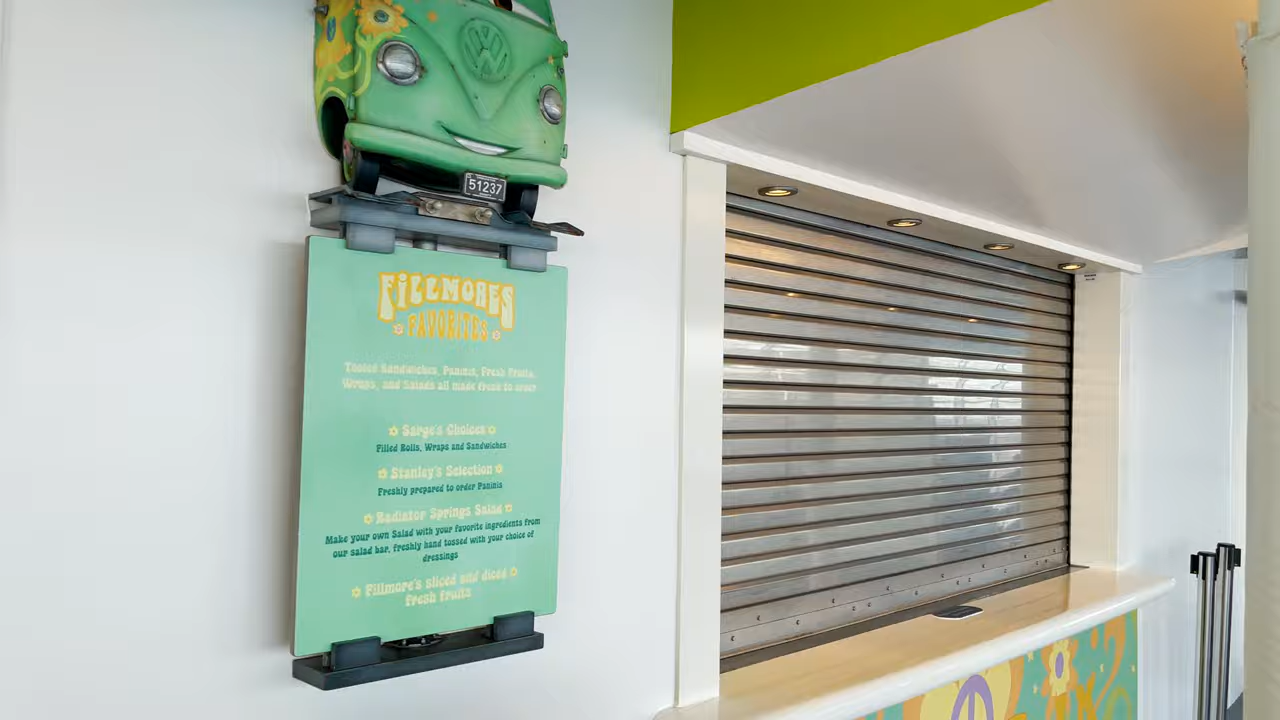 VW
51237
FILLMORES
FAVORITES
Tosted Sandwiches, Paninis, Fresh Fruits,
Wraps, and Salads all made fresh to order
Sarge's Choices
Filled Rolls, Wraps and Sandwiches
Stanley's Selection
Freshly prepared to order Paninis
Radiator Springs Salad
Make your own Salad with your favorite ingredients from
our salad bar, freshly hand tossed with your choice of
dressings
Fillmore's sliced and diced
fresh fruits